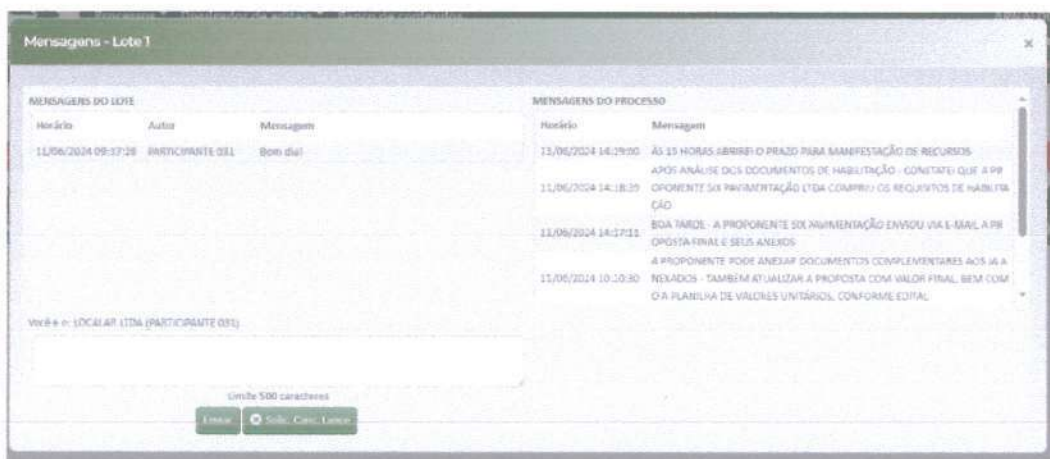 Mensagens - Lote 1
MENSAGENS DO LOTE
Horário Autor Mensagem
11/06/2024 09:17:26 PARTICIPANTE 031 Bom dia!
Você é o: LOCALAR LTDA (PARTICIPANTE 031)
Limite 500 caracteres
Enviar Solic. Canc. Lance
MENSAGENS DO PROCESSO
Horário Mensagem
11/06/2024 14:19:00 ÀS 15 HORAS ABRIREI O PRAZO PARA MANIFESTAÇÃO DE RECURSOS
APÓS ANÁLISE DOS DOCUMENTOS DE HABILITAÇÃO - CONSTATEI QUE A PR
11/06/2024 14:18:39 OPONENTE SIX PAVIMENTAÇÃO LTDA CUMPRIU OS REQUISITOS DE HABILITA
ÇÃO
11/06/2024 14:17:11 BOA TARDE - A PROPONENTE SIX PAVIMENTAÇÃO ENVIOU VIA E-MAIL A PR
OPOSTA FINAL E SEUS ANEXOS
A PROPONENTE PODE ANEXAR DOCUMENTOS COMPLEMENTARES AOS JÁ A
11/06/2024 10:10:30 NEXADOS - TAMBÉM ATUALIZAR A PROPOSTA COM VALOR FINAL, BEM COM
O A PLANILHA DE VALORES UNITÁRIOS, CONFORME EDITAL